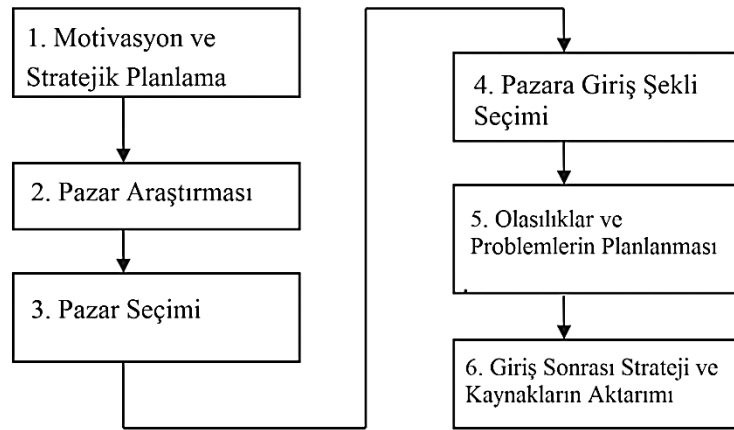 1. Motivasyon ve
Stratejik Planlama
2. Pazar Araştırması
3. Pazar Seçimi
4. Pazara Giriş Şekli
Seçimi
5. Olasılıklar ve
Problemlerin Planlanması
6. Giriş Sonrası Strateji ve
Kaynakların Aktarımı